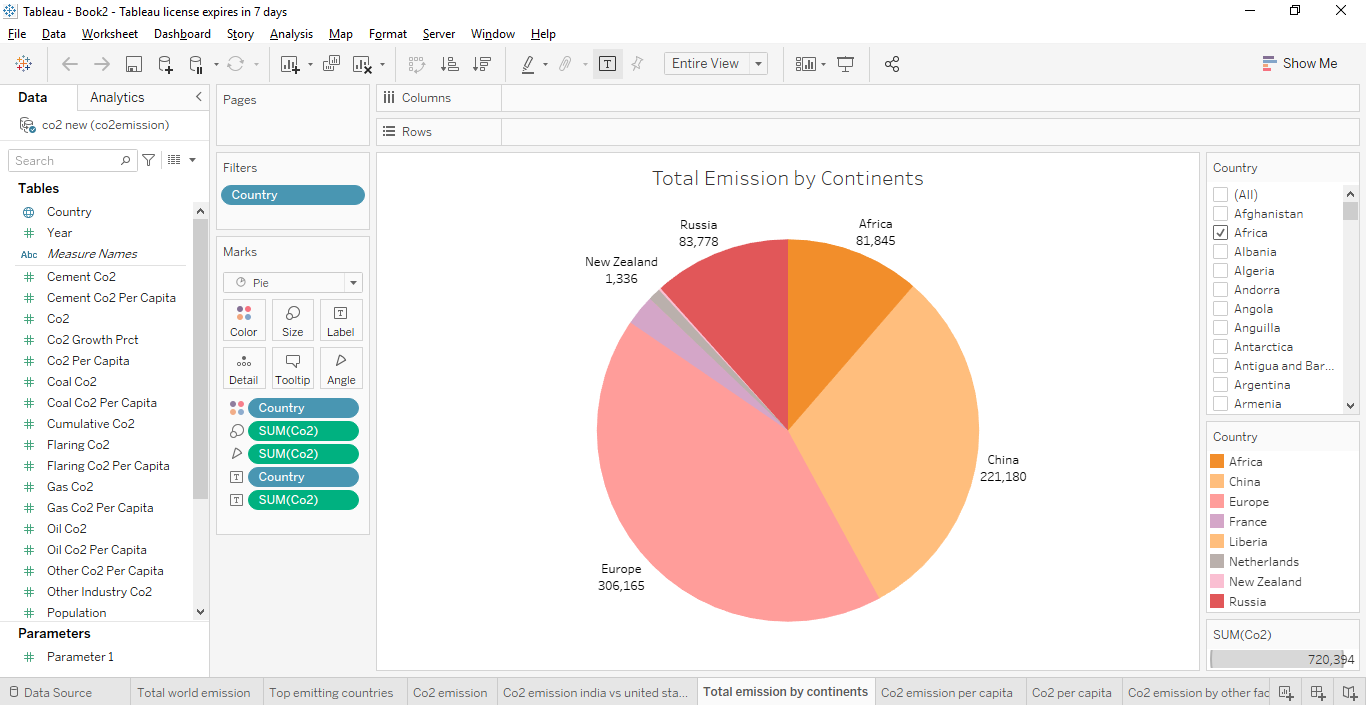 Tableau - Book2 - Tableau license expires in 7 days
File Data Worksheet Dashboard Story Analysis Map Format Server Window Help
Entire View
Show Me
Data Analytics
co2 new (co2emission)
Search
Tables
Country
Year
Abc Measure Names
Cement Co2
Cement Co2 Per Capita
Co2
Co2 Growth Prct
Co2 Per Capita
Coal Co2
Coal Co2 Per Capita
Cumulative Co2
Flaring Co2
Flaring Co2 Per Capita
Gas Co2
Gas Co2 Per Capita
Oil Co2
Oil Co2 Per Capita
Other Co2 Per Capita
Other Industry Co2
Population
Parameters
Parameter 1
Pages
Filters
Country
Marks
Pie
Color Size Label
Detail Tooltip Angle
Country
SUM(Co2)
SUM(Co2)
Country
SUM(Co2)
Columns
Rows
Total Emission by Continents
Russia
83,778
Africa
81,845
New Zealand
1,336
China
221,180
Europe
306,165
Country
(All)
Afghanistan
Africa
Albania
Algeria
Andorra
Angola
Anguilla
Antarctica
Antigua and Bar...
Argentina
Armenia
Country
Africa
China
Europe
France
Liberia
Netherlands
New Zealand
Russia
SUM(Co2)
720,394
Data Source Total world emission Top emitting countries Co2 emission Co2 emission india vs united sta... Total emission by continents Co2 emission per capita Co2 per capita Co2 emission by other fac